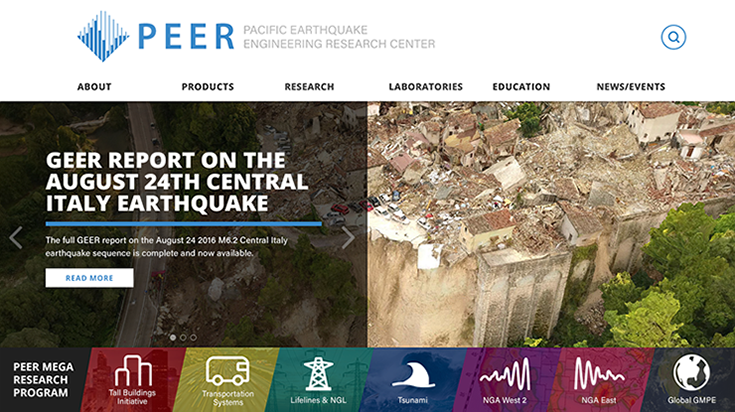 PEER
PACIFIC EARTHQUAKE
ENGINEERING RESEARCH CENTER
ABOUT PRODUCTS RESEARCH LABORATORIES EDUCATION NEWS/EVENTS
GEER REPORT ON THE
AUGUST 24TH CENTRAL
ITALY EARTHQUAKE
The full GEER report on the August 24 2016 M6.2 Central Italy
earthquake sequence is complete and now available.
READ MORE
PEER MEGA
RESEARCH
PROGRAM
Tall Buildings
Initiative
Transportation
Systems
Lifelines & NGL
Tsunami
NGA West 2
NGA East
Global GMPE